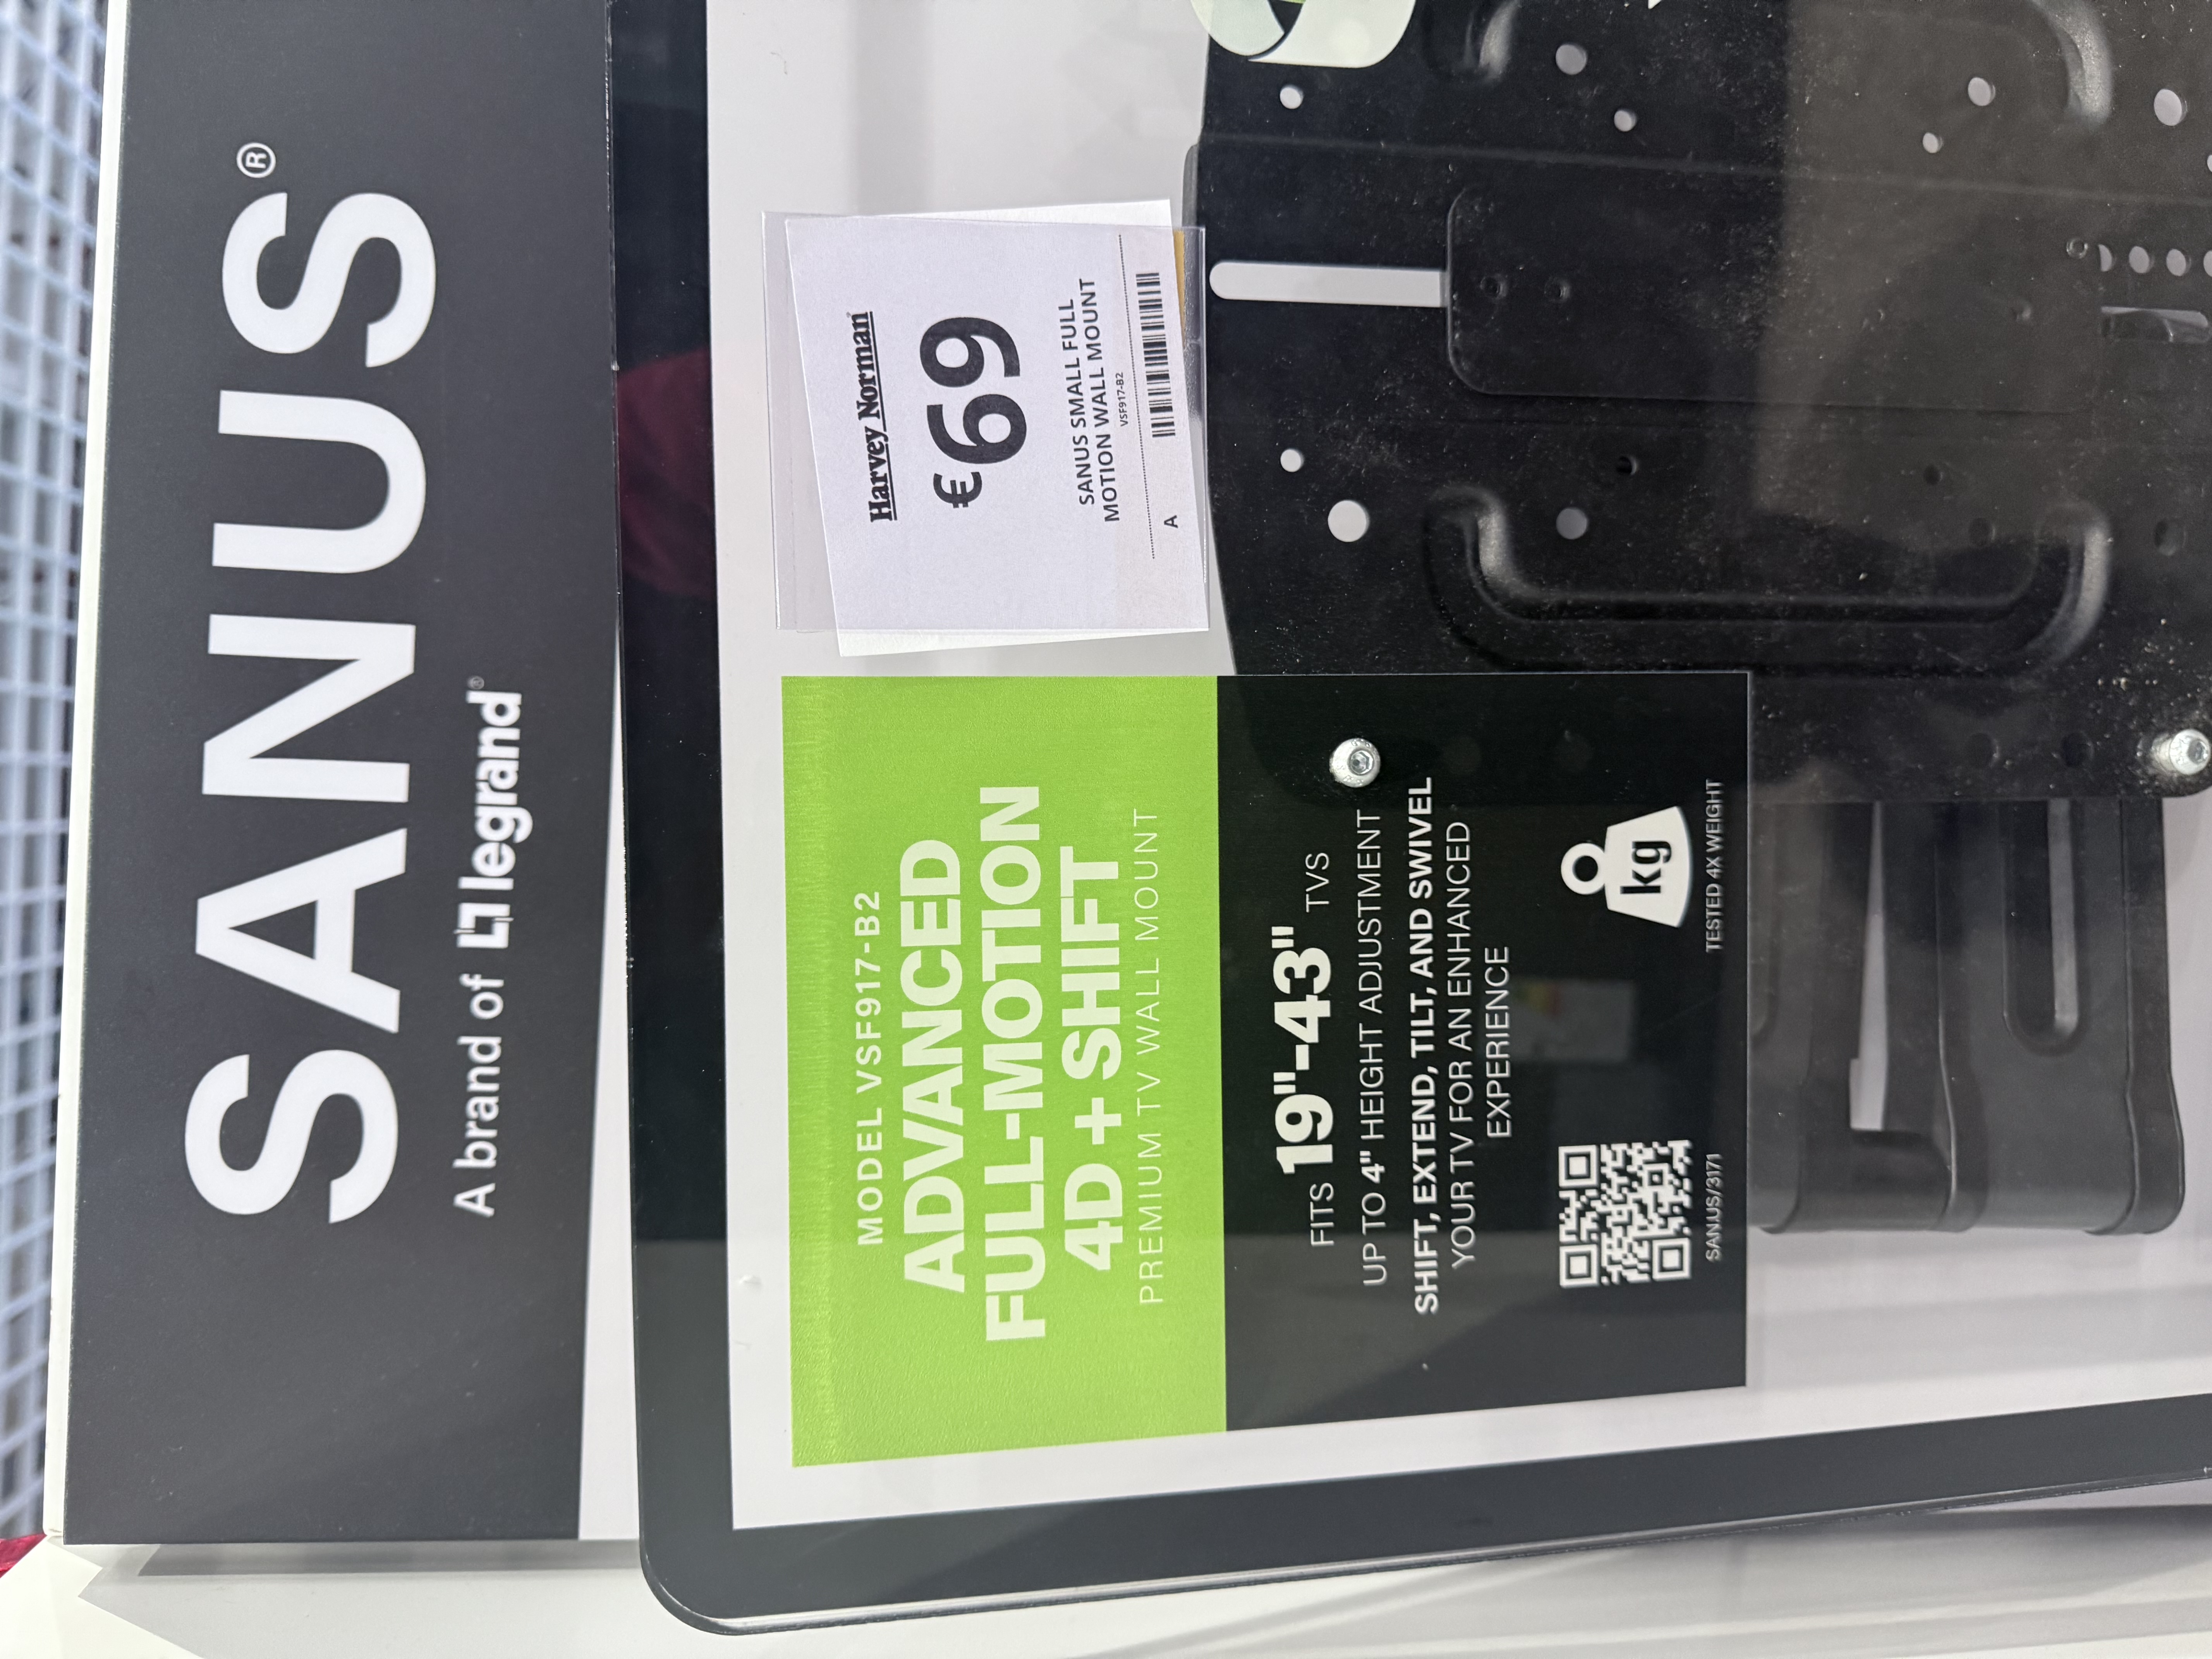 SANUS®
A brand of legrand®
MODEL VSF917-B2
ADVANCED
FULL-MOTION
4D + SHIFT
PREMIUM TV WALL MOUNT
FITS 19"-43" TVS
UP TO 4" HEIGHT ADJUSTMENT
SHIFT, EXTEND, TILT, AND SWIVEL
YOUR TV FOR AN ENHANCED
EXPERIENCE
SAN.US/3171
kg
TESTED 4X WEIGHT
Harvey Norman
€69
SANUS SMALL FULL
MOTION WALL MOUNT
VSF917-B2
A